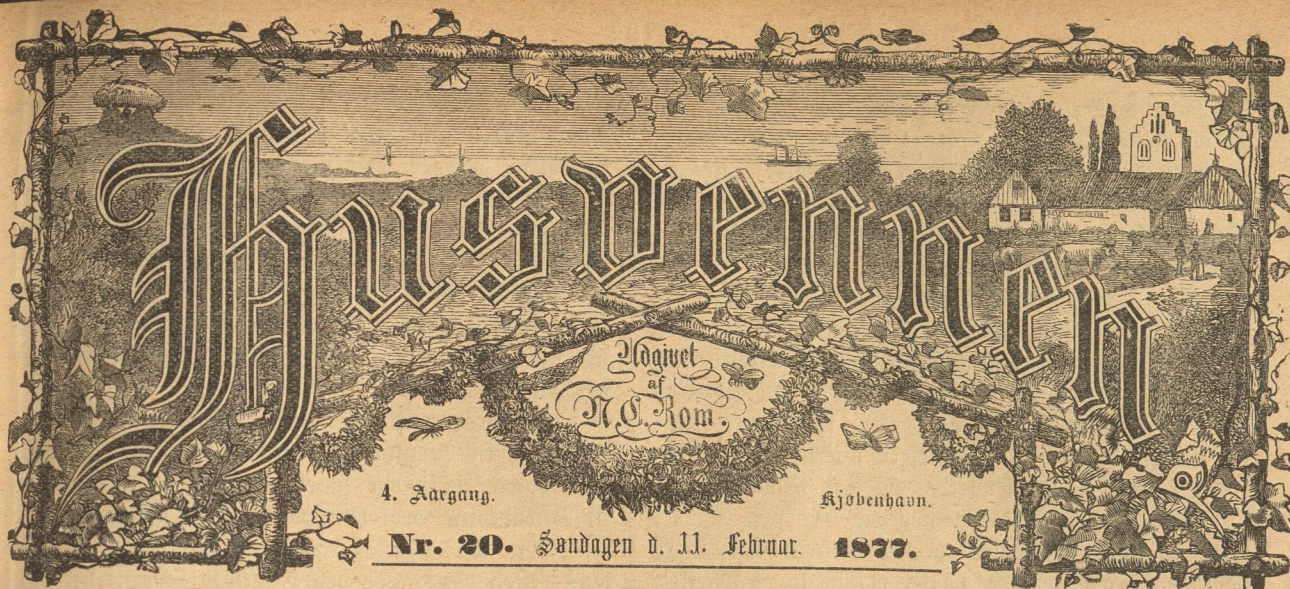 Husvennen
Udgivet
af
N. C. Rom.
4. Aargang.
Kjøbenhavn.
Nr. 20. Søndagen d. 11. Februar. 1877.